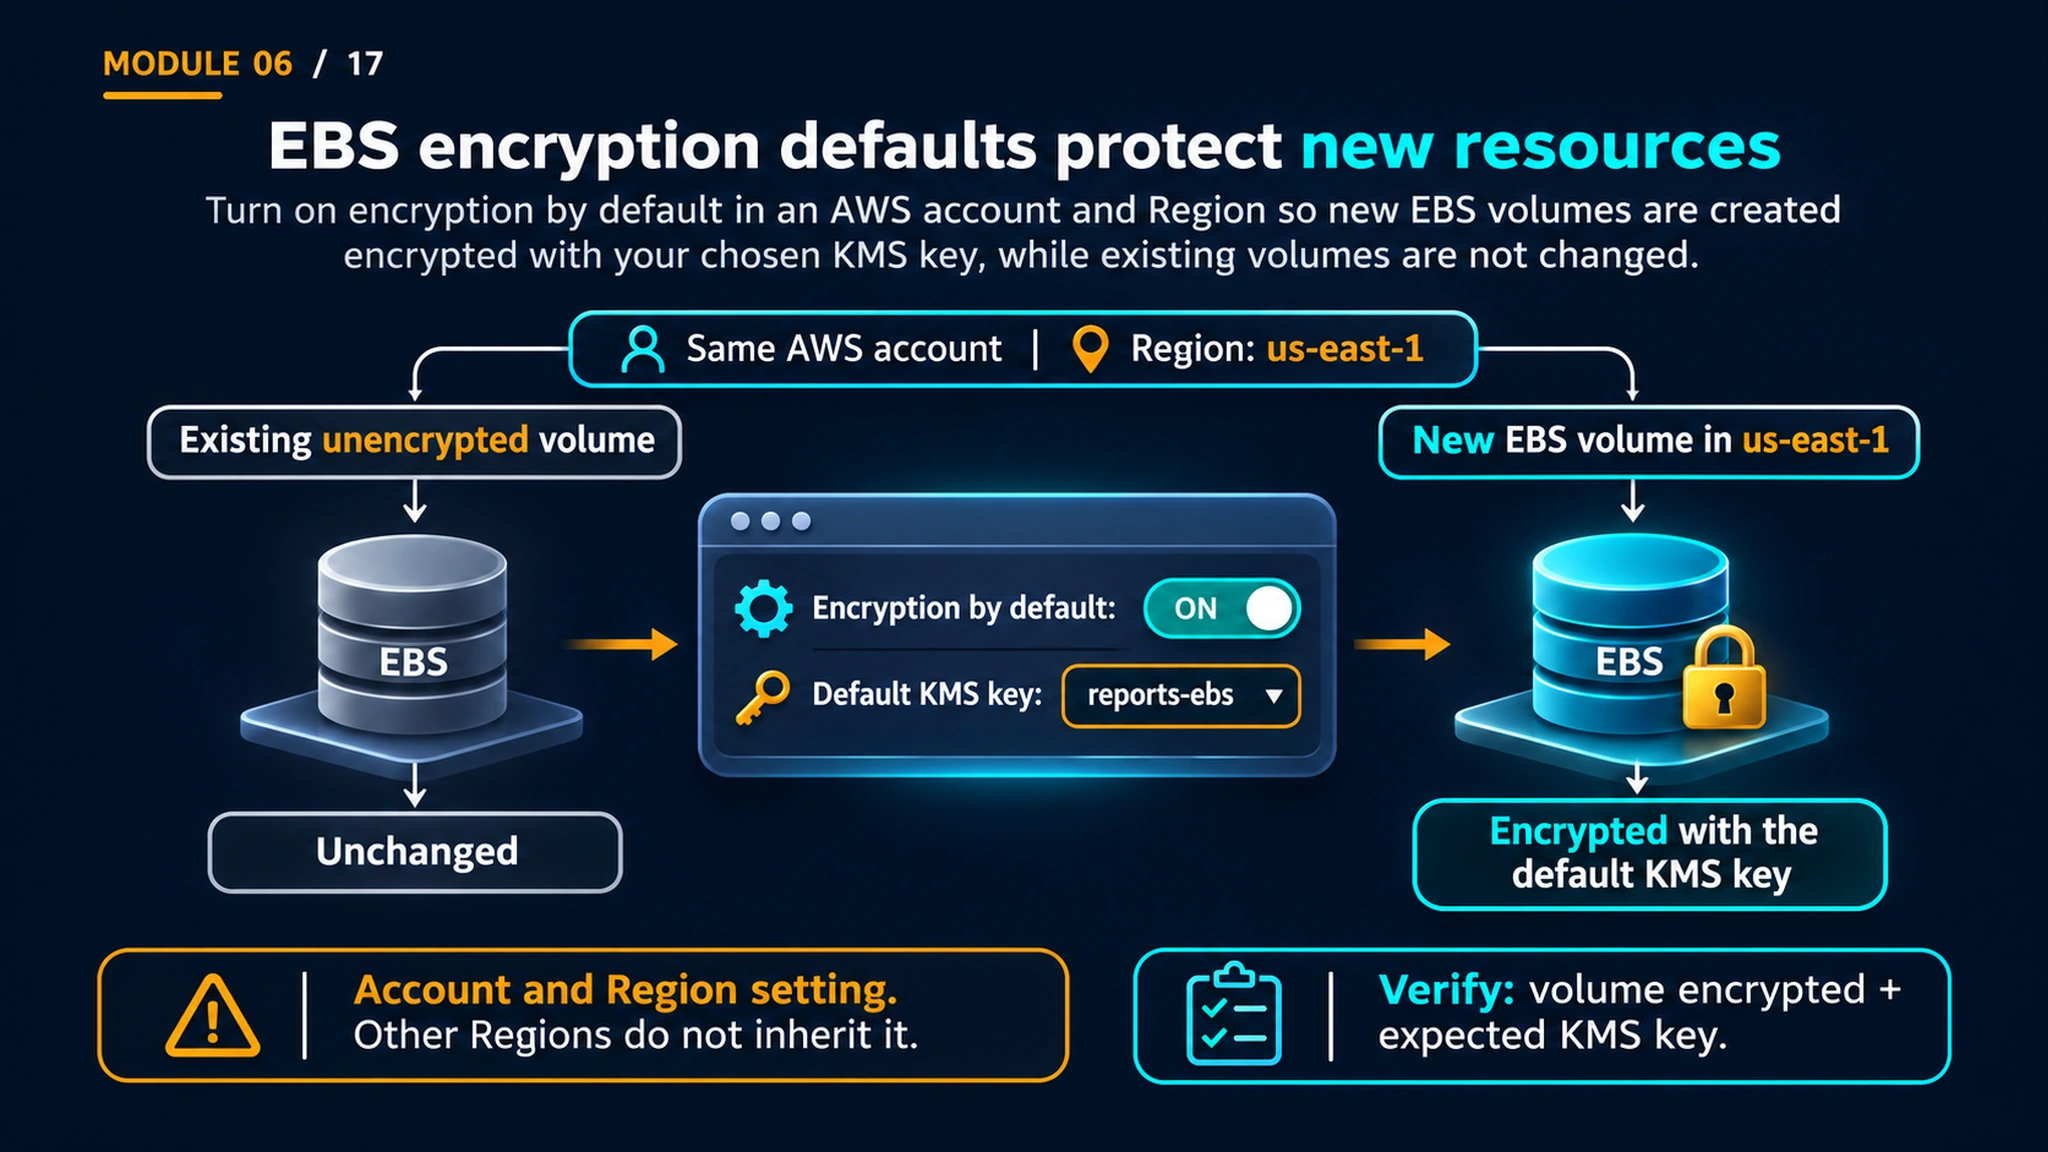 MODULE 06 / 17
EBS encryption defaults protect new resources
Turn on encryption by default in an AWS account and Region so new EBS volumes are created
encrypted with your chosen KMS key, while existing volumes are not changed.
Same AWS account | Region: us-east-1
Existing unencrypted volume
New EBS volume in us-east-1
EBS
Encryption by default: ON
Default KMS key: reports-ebs
EBS
Unchanged
Encrypted with the
default KMS key
Account and Region setting.
Other Regions do not inherit it.
Verify: volume encrypted +
expected KMS key.